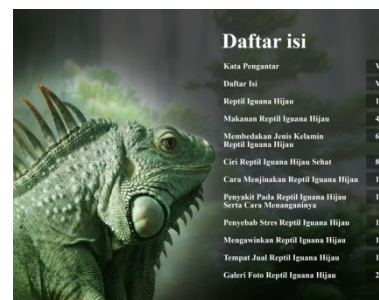 Daftar isi
Kata Pengantar
Daftar Isi
Reptil Iguana Hijau
Makanan Reptil Iguana Hijau
Membedakan Jenis Kelamin
Reptil Iguana Hijau
Ciri Reptil Iguana Hijau Sehat
Cara Menjinakan Reptil Iguana Hijau
Penyakit Pada Reptil Iguana Hijau
Serta Cara Menanganinya
Penyebab Stres Reptil Iguana Hijau
Mengawinkan Reptil Iguana Hijau
Tempat Jual Reptil Iguana Hijau
Galeri Foto Reptil Iguana Hijau